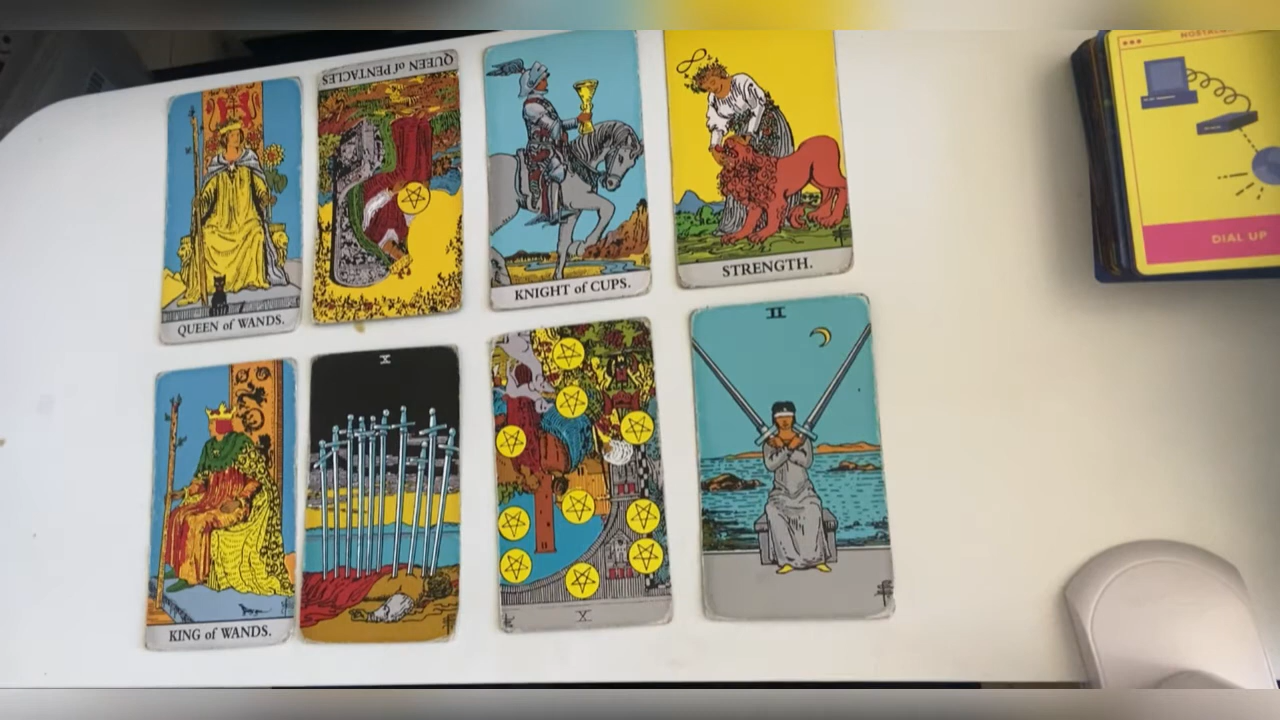 QUEEN of WANDS.
QUEEN of PENTACLES
KNIGHT of CUPS.
STRENGTH.
DIAL UP
KING of WANDS.
X
X
II